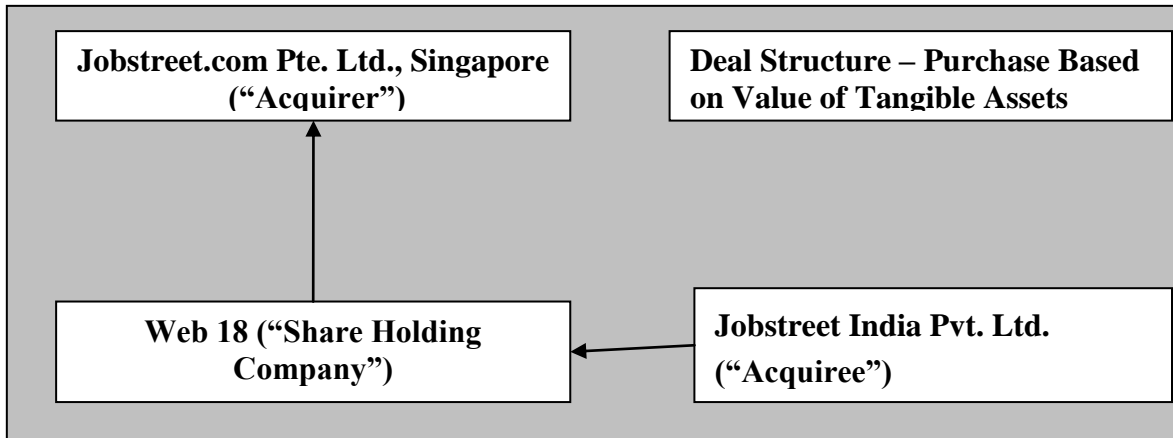 Jobstreet.com Pte. Ltd., Singapore
(“Acquirer”)
Deal Structure – Purchase Based
on Value of Tangible Assets
Web 18 (“Share Holding
Company”)
Jobstreet India Pvt. Ltd.
(“Acquiree”)